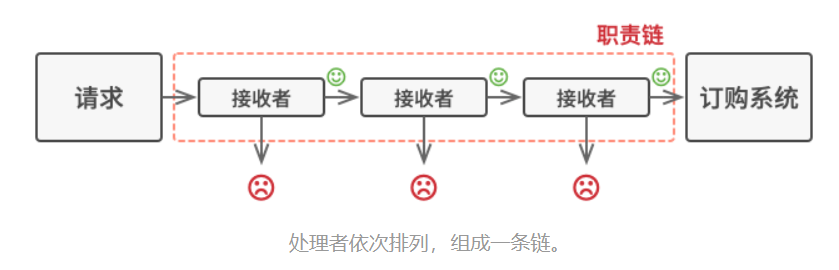 职责链
请求
接收者
接收者
接收者
订购系统
处理者依次排列，组成一条链。